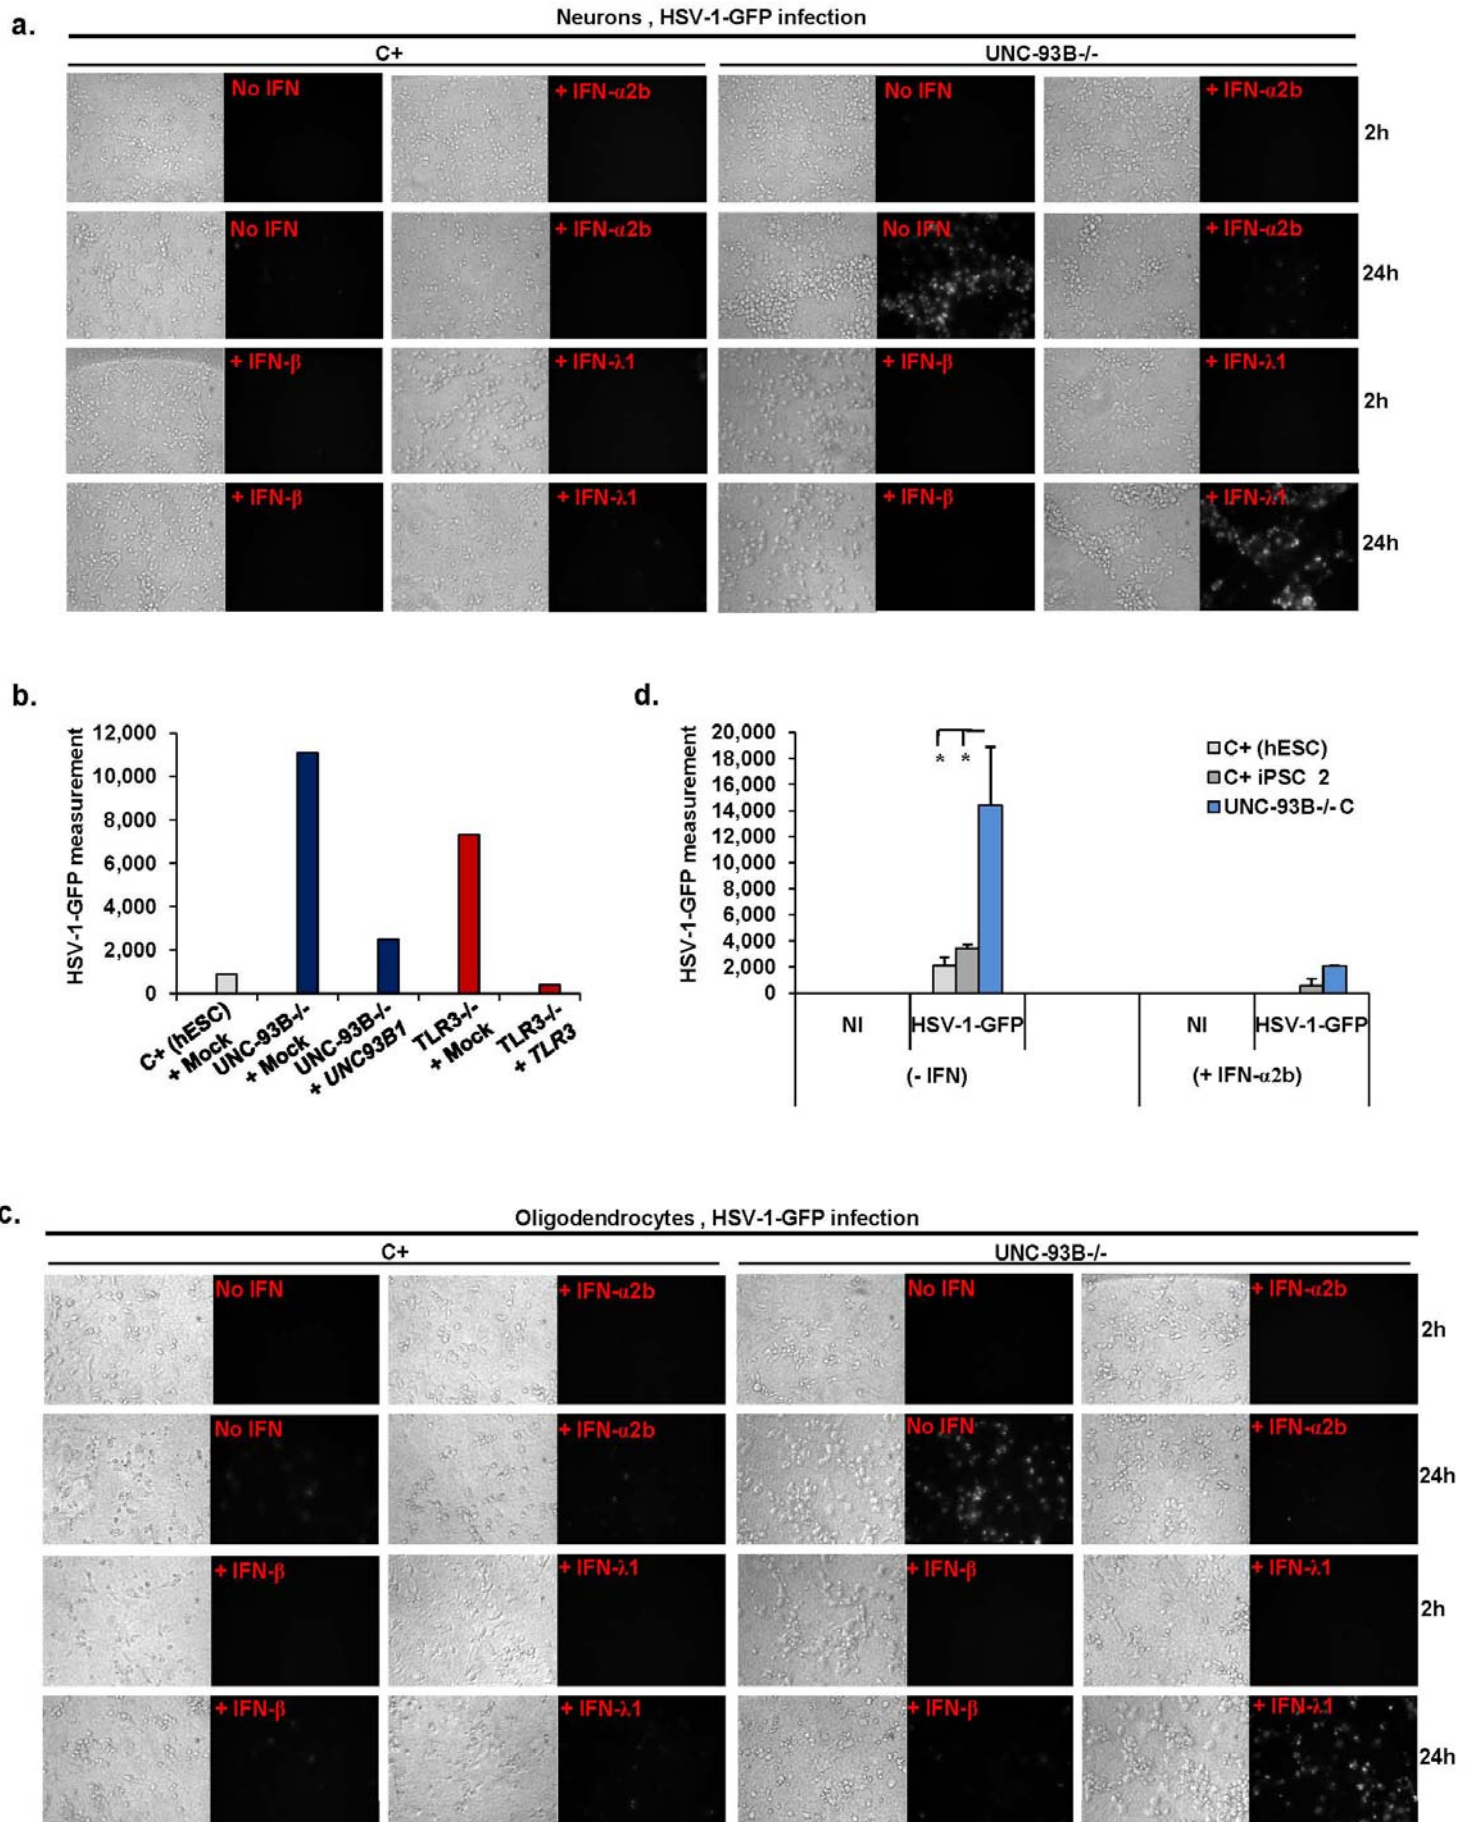 a.
Neurons , HSV-1-GFP infection
C+
UNC-93B-/-
No IFN
+ IFN-α2b
No IFN
+ IFN-α2b
2h
No IFN
+ IFN-α2b
No IFN
+ IFN-α2b
24h
+ IFN-β
+ IFN-λ1
+ IFN-β
+ IFN-λ1
2h
+ IFN-β
+ IFN-λ1
+ IFN-β
+ IFN-λ1
24h
b.
HSV-1-GFP measurement
12,000
10,000
8,000
6,000
4,000
2,000
0
C+ (hESC)
+ Mock
UNC-93B-/-
+ Mock
UNC-93B-/-
+ UNC93B1
TLR3-/-
+ Mock
TLR3-/-
+ TLR3
d.
HSV-1-GFP measurement
20,000
18,000
16,000
14,000
12,000
10,000
8,000
6,000
4,000
2,000
0
* *
C+ (hESC)
C+ iPSC 2
UNC-93B-/- C
NI
HSV-1-GFP
NI
HSV-1-GFP
(- IFN)
(+ IFN-α2b)
c.
Oligodendrocytes , HSV-1-GFP infection
C+
UNC-93B-/-
No IFN
+ IFN-α2b
No IFN
+ IFN-α2b
2h
No IFN
+ IFN-α2b
No IFN
+ IFN-α2b
24h
+ IFN-β
+ IFN-λ1
+ IFN-β
+ IFN-λ1
2h
+ IFN-β
+ IFN-λ1
+ IFN-β
+ IFN-λ1
24h